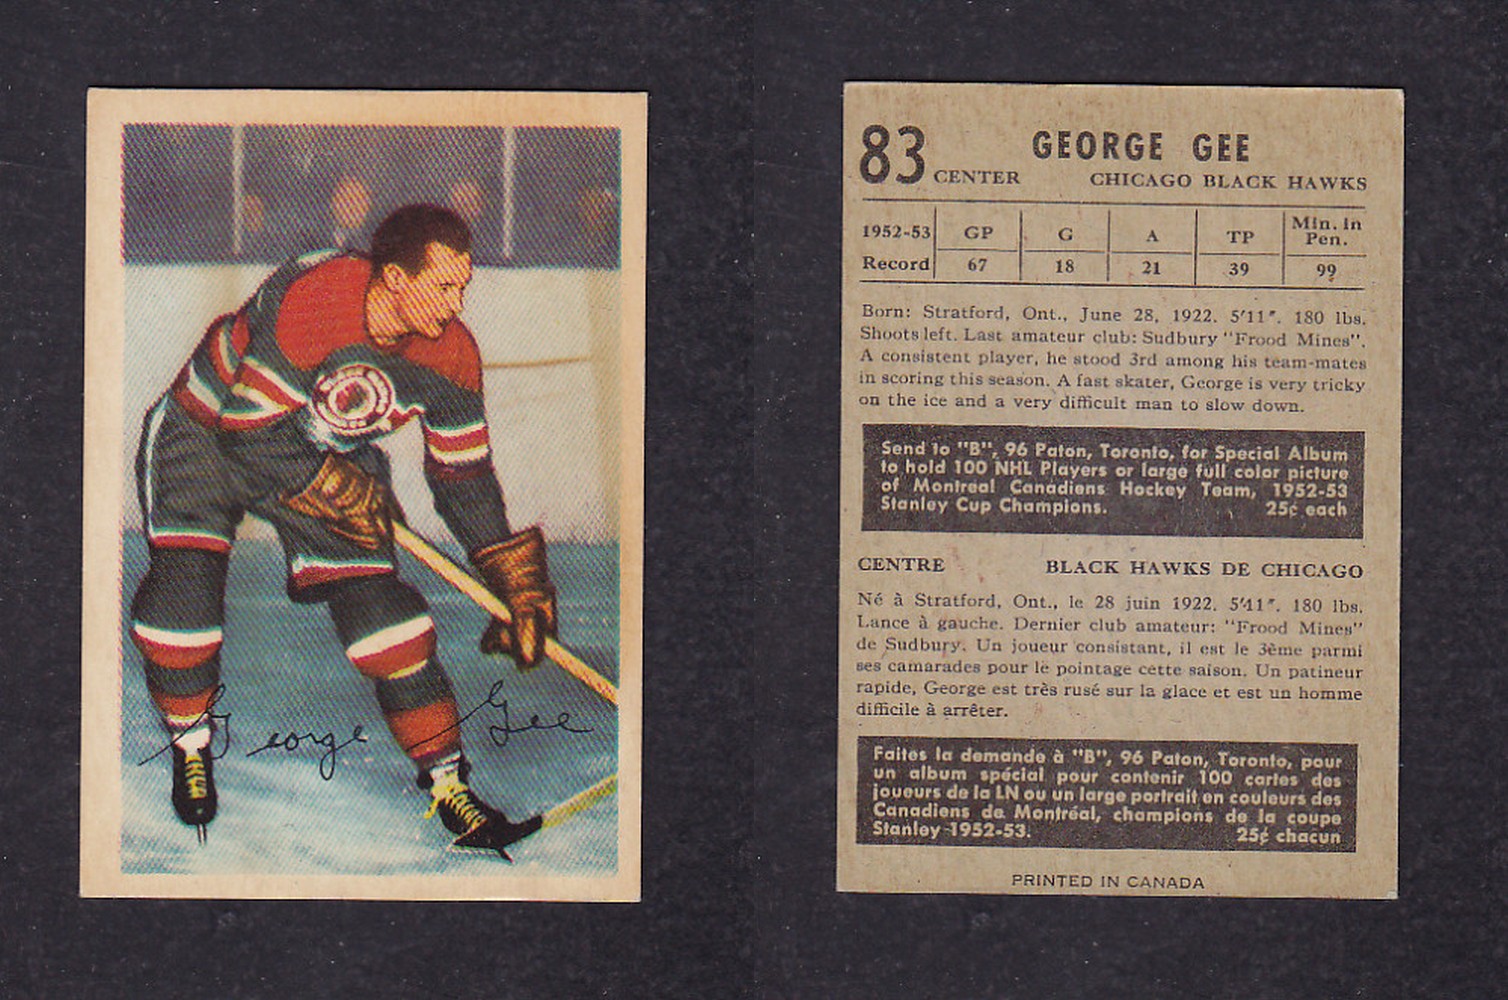 George Gee
83
GEORGE GEE
CENTER
CHICAGO BLACK HAWKS
1952-53 GP G A TP Min. in Pen.
Record 67 18 21 39 99
Born: Stratford, Ont., June 28, 1922. 5'11". 180 lbs.
Shoots left. Last amateur club: Sudbury "Frood Mines".
A consistent player, he stood 3rd among his team-mates
in scoring this season. A fast skater, George is very tricky
on the ice and a very difficult man to slow down.
Send to "B", 96 Paton, Toronto, for Special Album
to hold 100 NHL Players or large full color picture
of Montreal Canadiens Hockey Team, 1952-53
Stanley Cup Champions. 25¢ each
CENTRE BLACK HAWKS DE CHICAGO
Né à Stratford, Ont., le 28 juin 1922. 5'11". 180 lbs.
Lance à gauche. Dernier club amateur: "Frood Mines"
de Sudbury. Un joueur consistant, il est le 3ème parmi
ses camarades pour le pointage cette saison. Un patineur
rapide, George est très rusé sur la glace et est un homme
difficile à arrêter.
Faites la demande à "B", 96 Paton, Toronto, pour
un album spécial pour contenir 100 cartes des
joueurs de la LN ou un large portrait en couleurs des
Canadiens de Montréal, champions de la coupe
Stanley 1952-53. 25¢ chacun
PRINTED IN CANADA